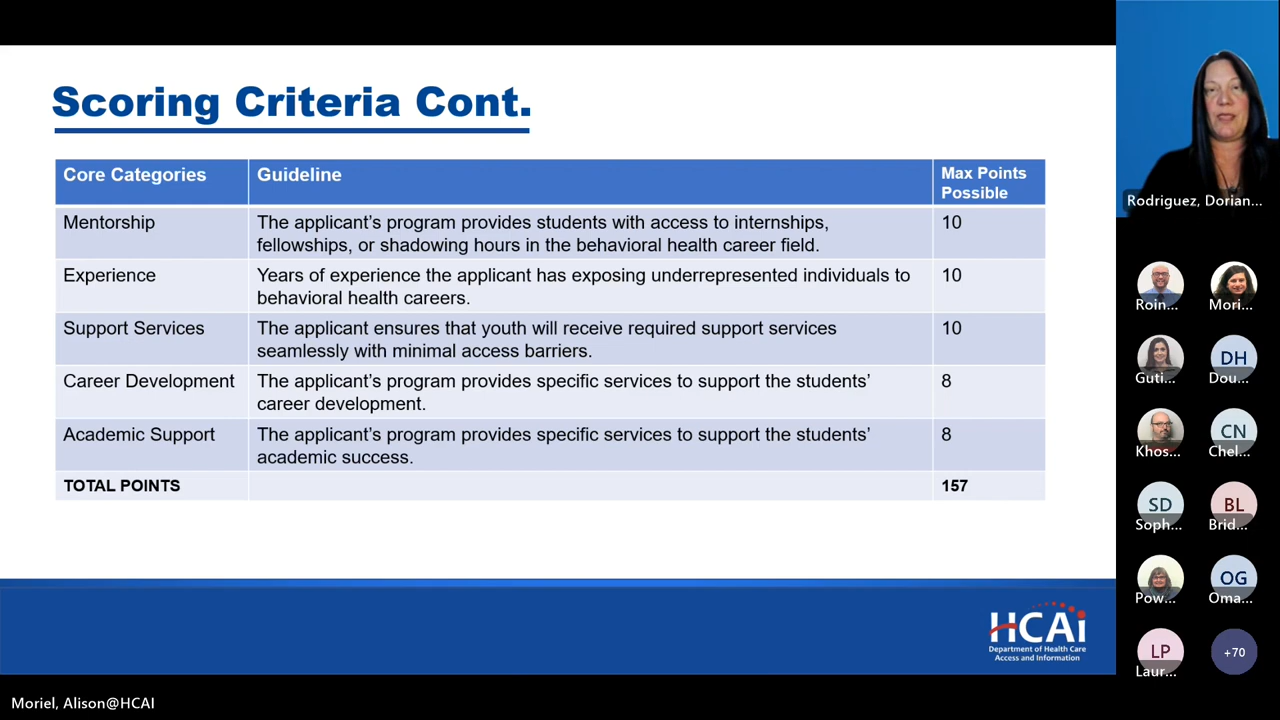 Scoring Criteria Cont.
Core Categories
Guideline
Max Points
Possible
Mentorship
The applicant's program provides students with access to internships,
fellowships, or shadowing hours in the behavioral health career field.
10
Experience
Years of experience the applicant has exposing underrepresented individuals to
behavioral health careers.
10
Support Services
The applicant ensures that youth will receive required support services
seamlessly with minimal access barriers.
10
Career Development
The applicant's program provides specific services to support the students'
career development.
8
Academic Support
The applicant's program provides specific services to support the students'
academic success.
8
TOTAL POINTS
157
HCAi
Department of Health Care
Access and Information
Moriel, Alison@HCAI
Rodriguez, Dorian...
Roin...
Mori...
Guti...
DH
Dou...
Khos...
CN
Chel...
SD
Soph...
BL
Brid...
Pow...
OG
Oma...
LP
Laur...
+70